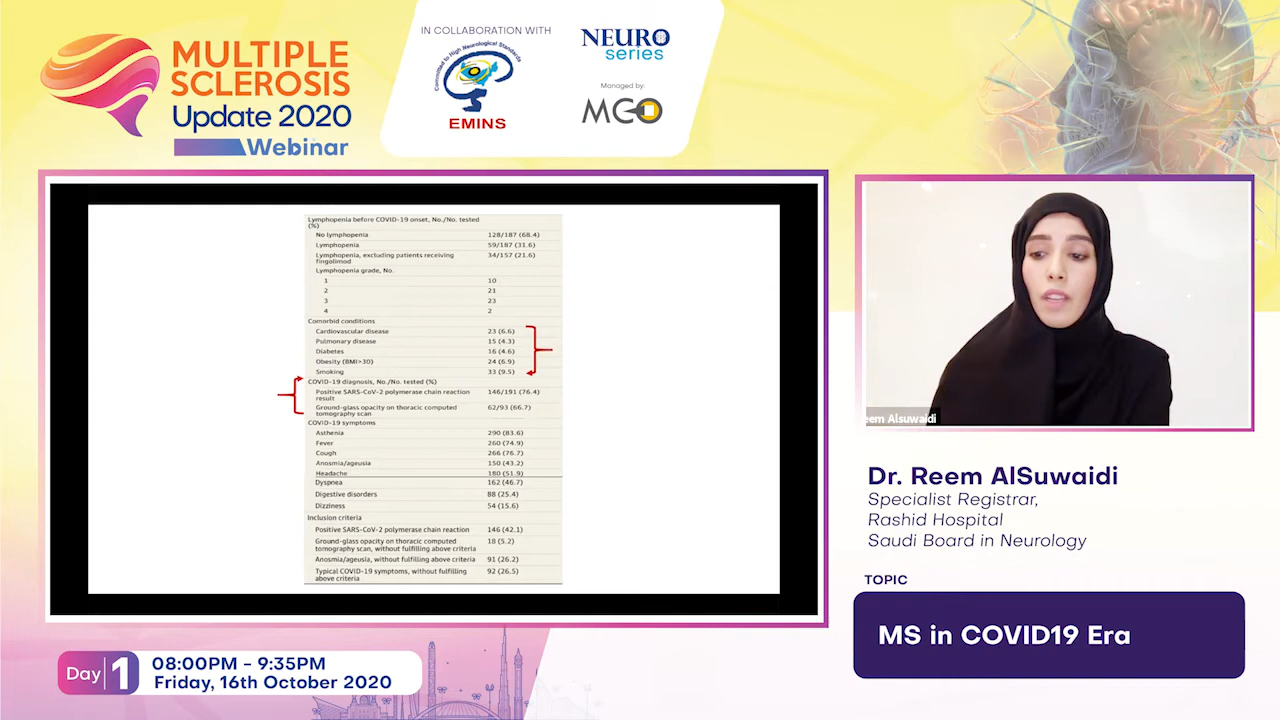 MULTIPLE
SCLEROSIS
Update 2020
Webinar
IN COLLABORATION WITH
Committed to High Neurological Standards
EMINS
NEURO
series
Managed by:
MCO
Lymphopenia before COVID-19 onset, No./No. tested
(%)
No lymphopenia 128/187 (68.4)
Lymphopenia 59/187 (31.6)
Lymphopenia, excluding patients receiving 34/157 (21.6)
fingolimod
Lymphopenia grade, No.
1 10
2 21
3 23
4 2
Comorbid conditions
Cardiovascular disease 23 (6.6)
Pulmonary disease 15 (4.3)
Diabetes 16 (4.6)
Obesity (BMI>30) 24 (6.9)
Smoking 33 (9.5)
COVID-19 diagnosis, No./No. tested (%)
Positive SARS-CoV-2 polymerase chain reaction 146/191 (76.4)
result
Ground-glass opacity on thoracic computed 62/93 (66.7)
tomography scan
COVID-19 symptoms
Asthenia 290 (83.6)
Fever 260 (74.9)
Cough 266 (76.7)
Anosmia/ageusia 150 (43.2)
Headache 180 (51.9)
Dyspnea 162 (46.7)
Digestive disorders 88 (25.4)
Dizziness 54 (15.6)
Inclusion criteria
Positive SARS-CoV-2 polymerase chain reaction 146 (42.1)
Ground-glass opacity on thoracic computed 18 (5.2)
tomography scan, without fulfilling above criteria
Anosmia/ageusia, without fulfilling above criteria 91 (26.2)
Typical COVID-19 symptoms, without fulfilling 92 (26.5)
above criteria
eem Alsuwaidi
Dr. Reem AlSuwaidi
Specialist Registrar,
Rashid Hospital
Saudi Board in Neurology
TOPIC
MS in COVID19 Era
Day 1
08:00PM - 9:35PM
Friday, 16th October 2020